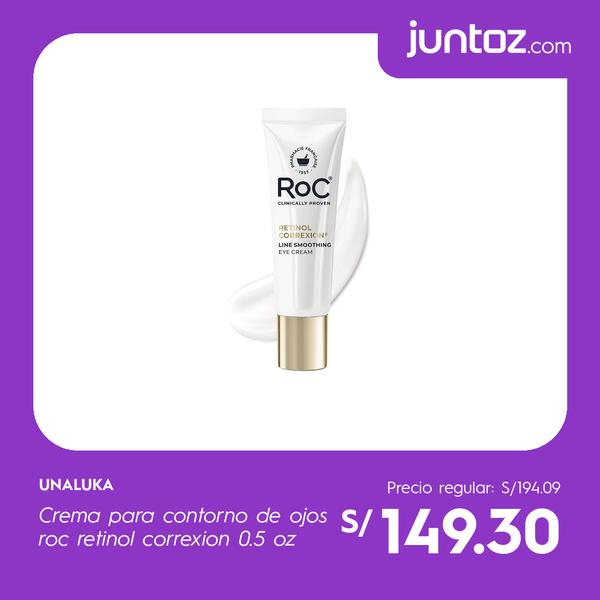 juntoz.com
PHARMACIE FRANÇAISE
· 1957 ·
RoC®
CLINICALLY PROVEN
RETINOL
CORREXION®
LINE SMOOTHING
EYE CREAM
UNALUKA
Crema para contorno de ojos
roc retinol correxion 0.5 oz
Precio regular: S/194.09
S/149.30